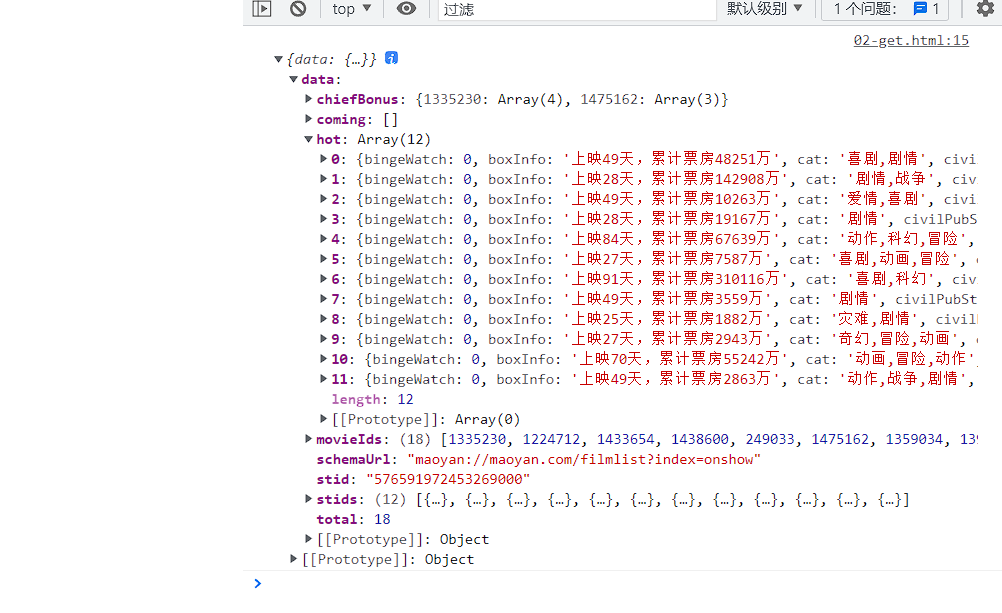 top ▼ 过滤 默认级别 ▼ 1 个问题: 1
02-get.html:15
▼{data: {…}} i
▼data:
▶chiefBonus: {1335230: Array(4), 1475162: Array(3)}
▶coming: []
▼hot: Array(12)
▶0: {bingeWatch: 0, boxInfo: '上映49天，累计票房48251万', cat: '喜剧,剧情', civi
▶1: {bingeWatch: 0, boxInfo: '上映28天，累计票房142908万', cat: '剧情,战争', civ
▶2: {bingeWatch: 0, boxInfo: '上映49天，累计票房10263万', cat: '爱情,喜剧', civi
▶3: {bingeWatch: 0, boxInfo: '上映28天，累计票房19167万', cat: '剧情', civilPubS
▶4: {bingeWatch: 0, boxInfo: '上映84天，累计票房67639万', cat: '动作,科幻,冒险',
▶5: {bingeWatch: 0, boxInfo: '上映27天，累计票房7587万', cat: '喜剧,动画,冒险',
▶6: {bingeWatch: 0, boxInfo: '上映91天，累计票房310116万', cat: '喜剧,科幻', civi
▶7: {bingeWatch: 0, boxInfo: '上映49天，累计票房3559万', cat: '剧情', civilPubSt
▶8: {bingeWatch: 0, boxInfo: '上映25天，累计票房1882万', cat: '灾难,剧情', civil
▶9: {bingeWatch: 0, boxInfo: '上映27天，累计票房2943万', cat: '奇幻,冒险,动画',
▶10: {bingeWatch: 0, boxInfo: '上映70天，累计票房55242万', cat: '动画,冒险,动作',
▶11: {bingeWatch: 0, boxInfo: '上映49天，累计票房2863万', cat: '动作,战争,剧情',
length: 12
▶[[Prototype]]: Array(0)
▶movieIds: (18) [1335230, 1224712, 1433654, 1438600, 249033, 1475162, 1359034, 139
schemaUrl: "maoyan://maoyan.com/filmlist?index=onshow"
stid: "576591972453269000"
▶stids: (12) [{…}, {…}, {…}, {…}, {…}, {…}, {…}, {…}, {…}, {…}, {…}, {…}]
total: 18
▶[[Prototype]]: Object
▶[[Prototype]]: Object
>